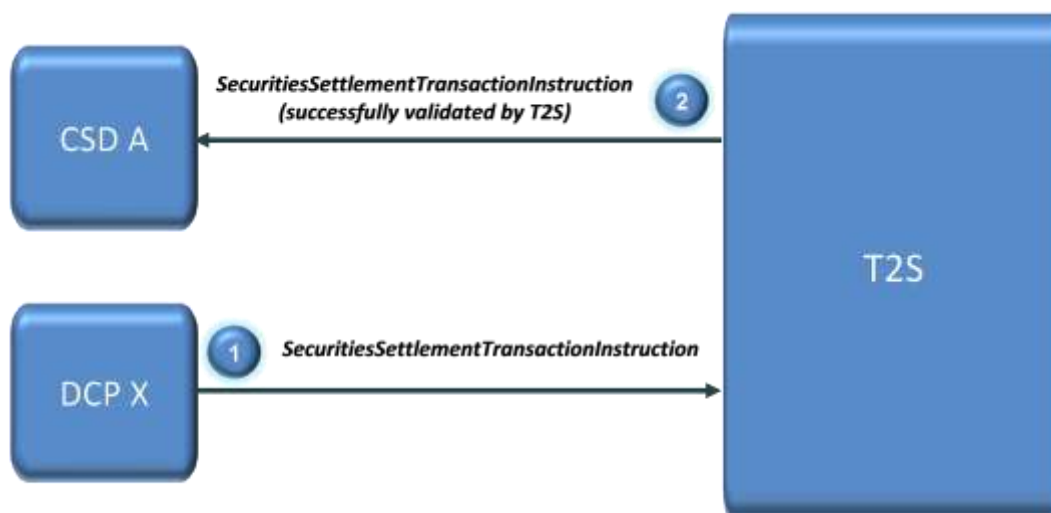 SecuritiesSettlementTransactionInstruction
(successfully validated by T2S)
2
CSD A
T2S
1
SecuritiesSettlementTransactionInstruction
DCP X